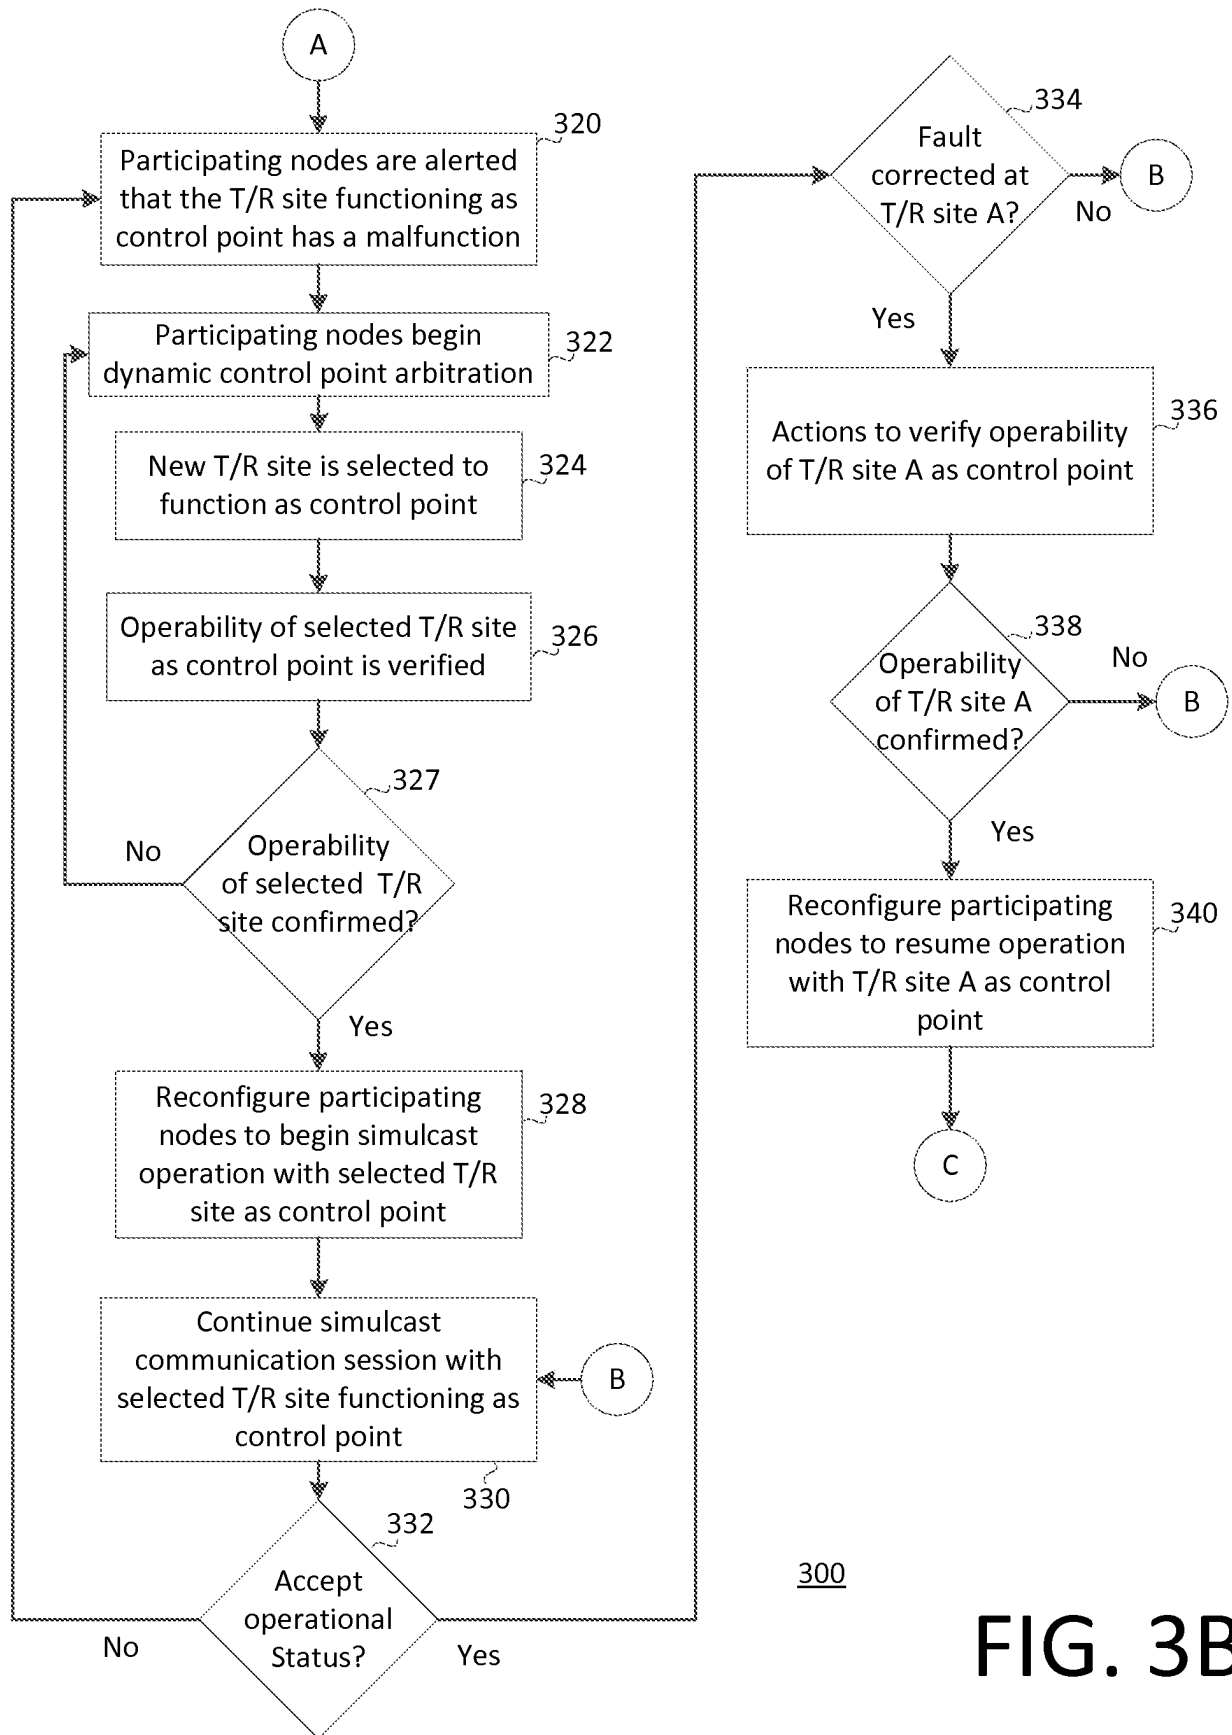 A
320
Participating nodes are alerted
that the T/R site functioning as
control point has a malfunction
Participating nodes begin
dynamic control point arbitration
322
New T/R site is selected to
function as control point
324
Operability of selected T/R site
as control point is verified
326
327
Operability
of selected T/R
site confirmed?
No
Yes
Reconfigure participating
nodes to begin simulcast
operation with selected T/R
site as control point
328
Continue simulcast
communication session with
selected T/R site functioning as
control point
B
330
332
Accept
operational
Status?
No
Yes
334
Fault
corrected at
T/R site A?
No
B
Yes
336
Actions to verify operability
of T/R site A as control point
338
Operability
of T/R site A
confirmed?
No
B
Yes
340
Reconfigure participating
nodes to resume operation
with T/R site A as control
point
C
300
FIG. 3B